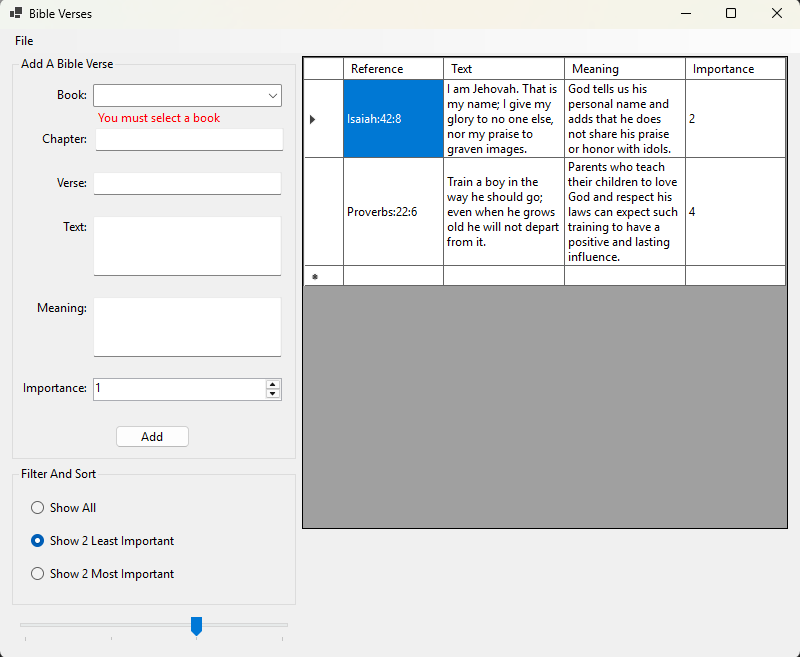 Bible Verses
File
Add A Bible Verse
Book:
You must select a book
Chapter:
Verse:
Text:
Meaning:
Importance:
1
Add
Filter And Sort
Show All
Show 2 Least Important
Show 2 Most Important
Reference Text Meaning Importance
Isaiah:42:8
I am Jehovah. That is
my name; I give my
glory to no one else,
nor my praise to
graven images.
God tells us his
personal name and
adds that he does
not share his praise
or honor with idols.
2
Proverbs:22:6
Train a boy in the
way he should go;
even when he grows
old he will not depart
from it.
Parents who teach
their children to love
God and respect his
laws can expect such
training to have a
positive and lasting
influence.
4